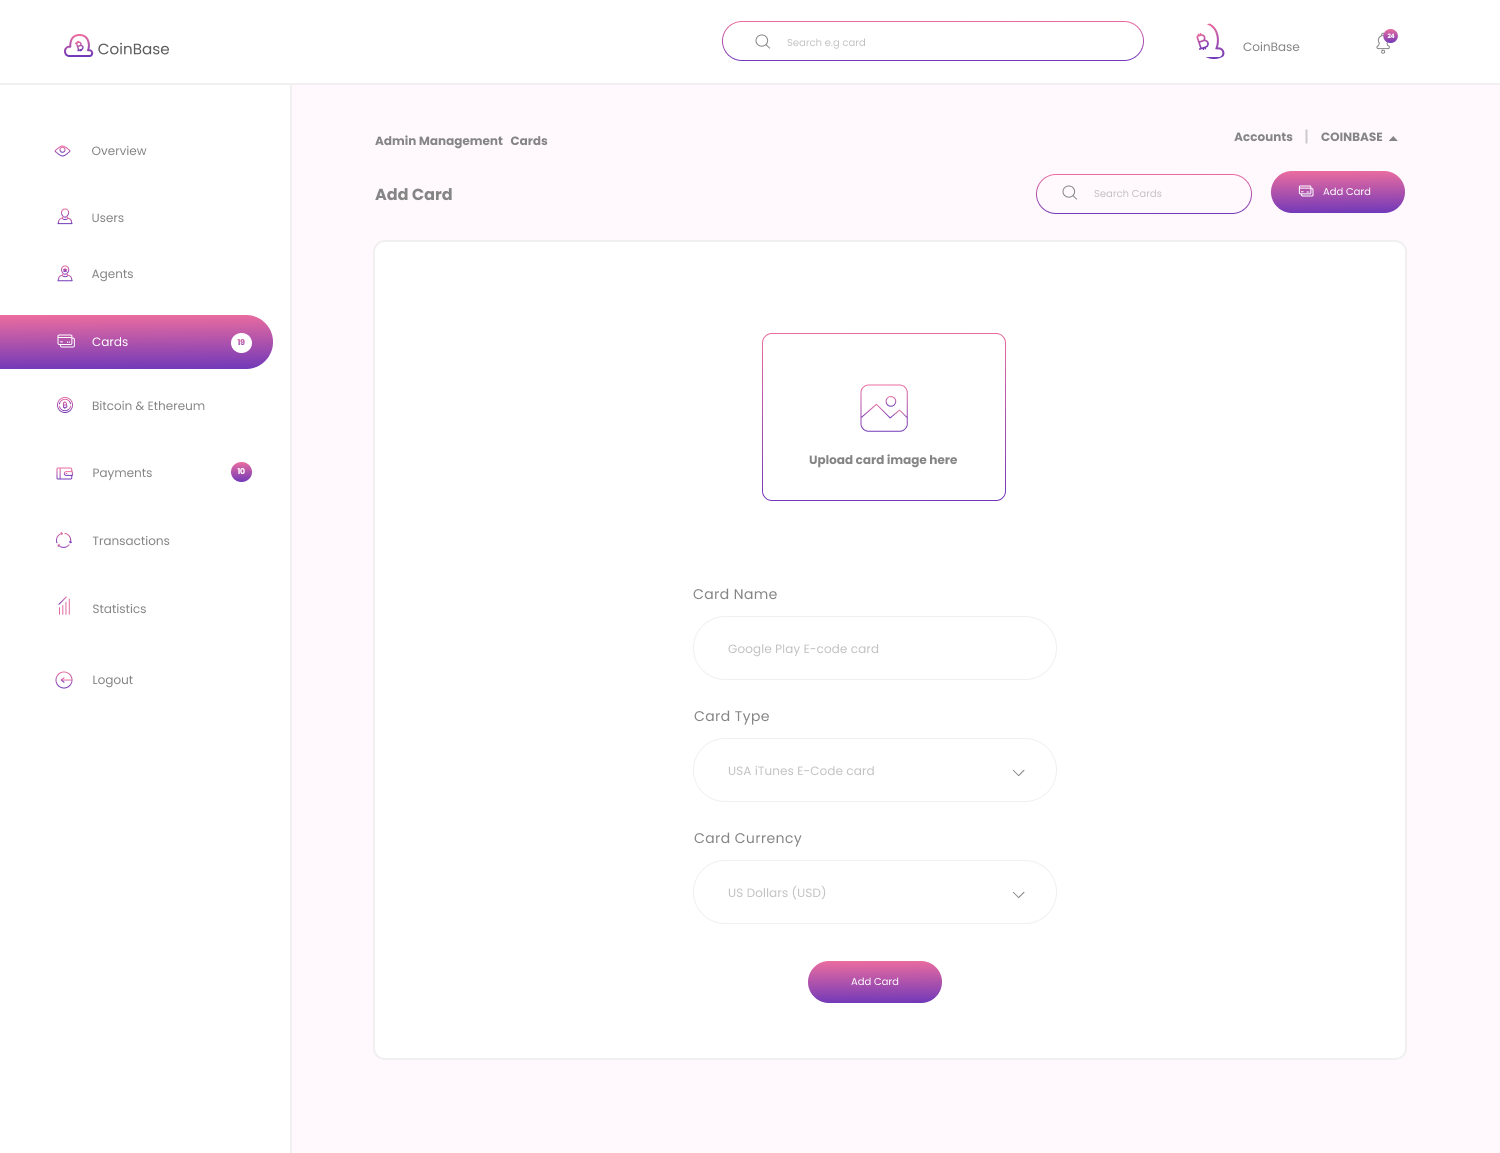 CoinBase
Search e.g card
CoinBase
24
Overview
Users
Agents
Cards
19
Bitcoin & Ethereum
Payments
10
Transactions
Statistics
Logout
Admin Management Cards
Accounts | COINBASE
Add Card
Search Cards
Add Card
Upload card image here
Card Name
Google Play E-code card
Card Type
USA iTunes E-Code card
Card Currency
US Dollars (USD)
Add Card